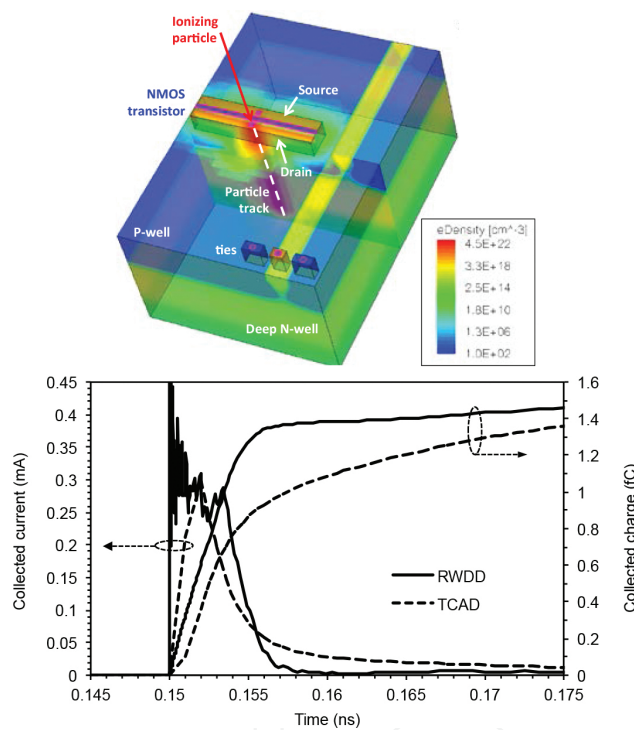 Ionizing
particle
NMOS
transistor
Source
Drain
Particle
track
P-well
ties
Deep N-well
eDensity [cm^-3]
4.5E+22
3.3E+18
2.5E+14
1.8E+10
1.3E+06
1.0E+02
0.45
0.4
0.35
0.3
0.25
0.2
0.15
0.1
0.05
0
Collected current (mA)
1.6
1.4
1.2
1
0.8
0.6
0.4
0.2
0
Collected charge (fC)
RWDD
TCAD
0.145 0.15 0.155 0.16 0.165 0.17 0.175
Time (ns)